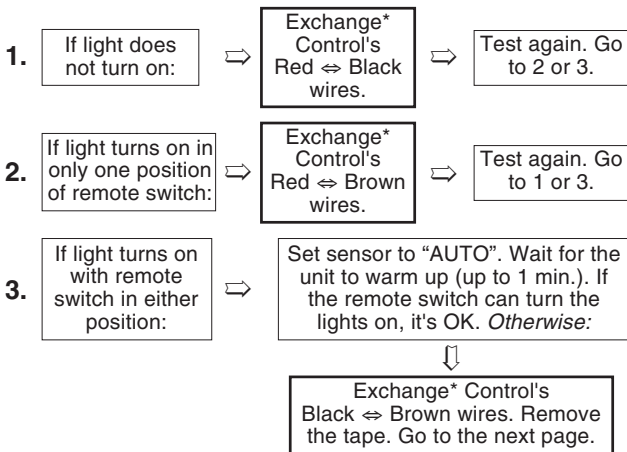 1.
If light does
not turn on:
Exchange*
Control's
Red ⇔ Black
wires.
Test again. Go
to 2 or 3.
2.
If light turns on in
only one position
of remote switch:
Exchange*
Control's
Red ⇔ Brown
wires.
Test again. Go
to 1 or 3.
3.
If light turns on
with remote
switch in either
position:
Set sensor to “AUTO”. Wait for the
unit to warm up (up to 1 min.). If
the remote switch can turn the
lights on, it's OK. Otherwise:
Exchange* Control's
Black ⇔ Brown wires. Remove
the tape. Go to the next page.